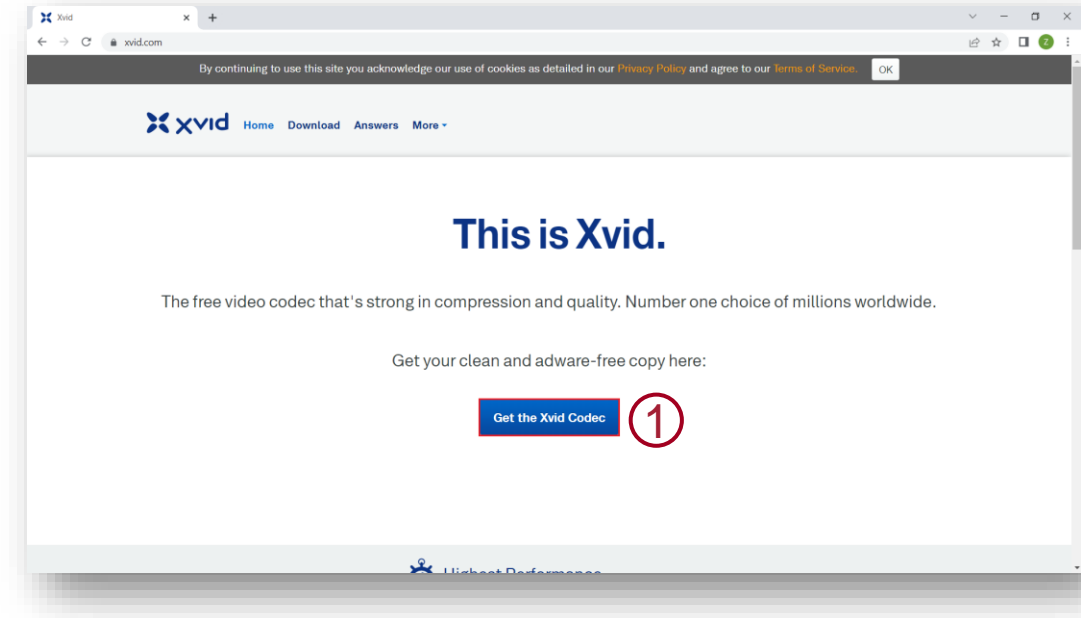 Xvid
xvid.com
Z
By continuing to use this site you acknowledge our use of cookies as detailed in our Privacy Policy and agree to our Terms of Service. OK
xvid Home Download Answers More
This is Xvid.
The free video codec that's strong in compression and quality. Number one choice of millions worldwide.
Get your clean and adware-free copy here:
Get the Xvid Codec 1
Highest Performance